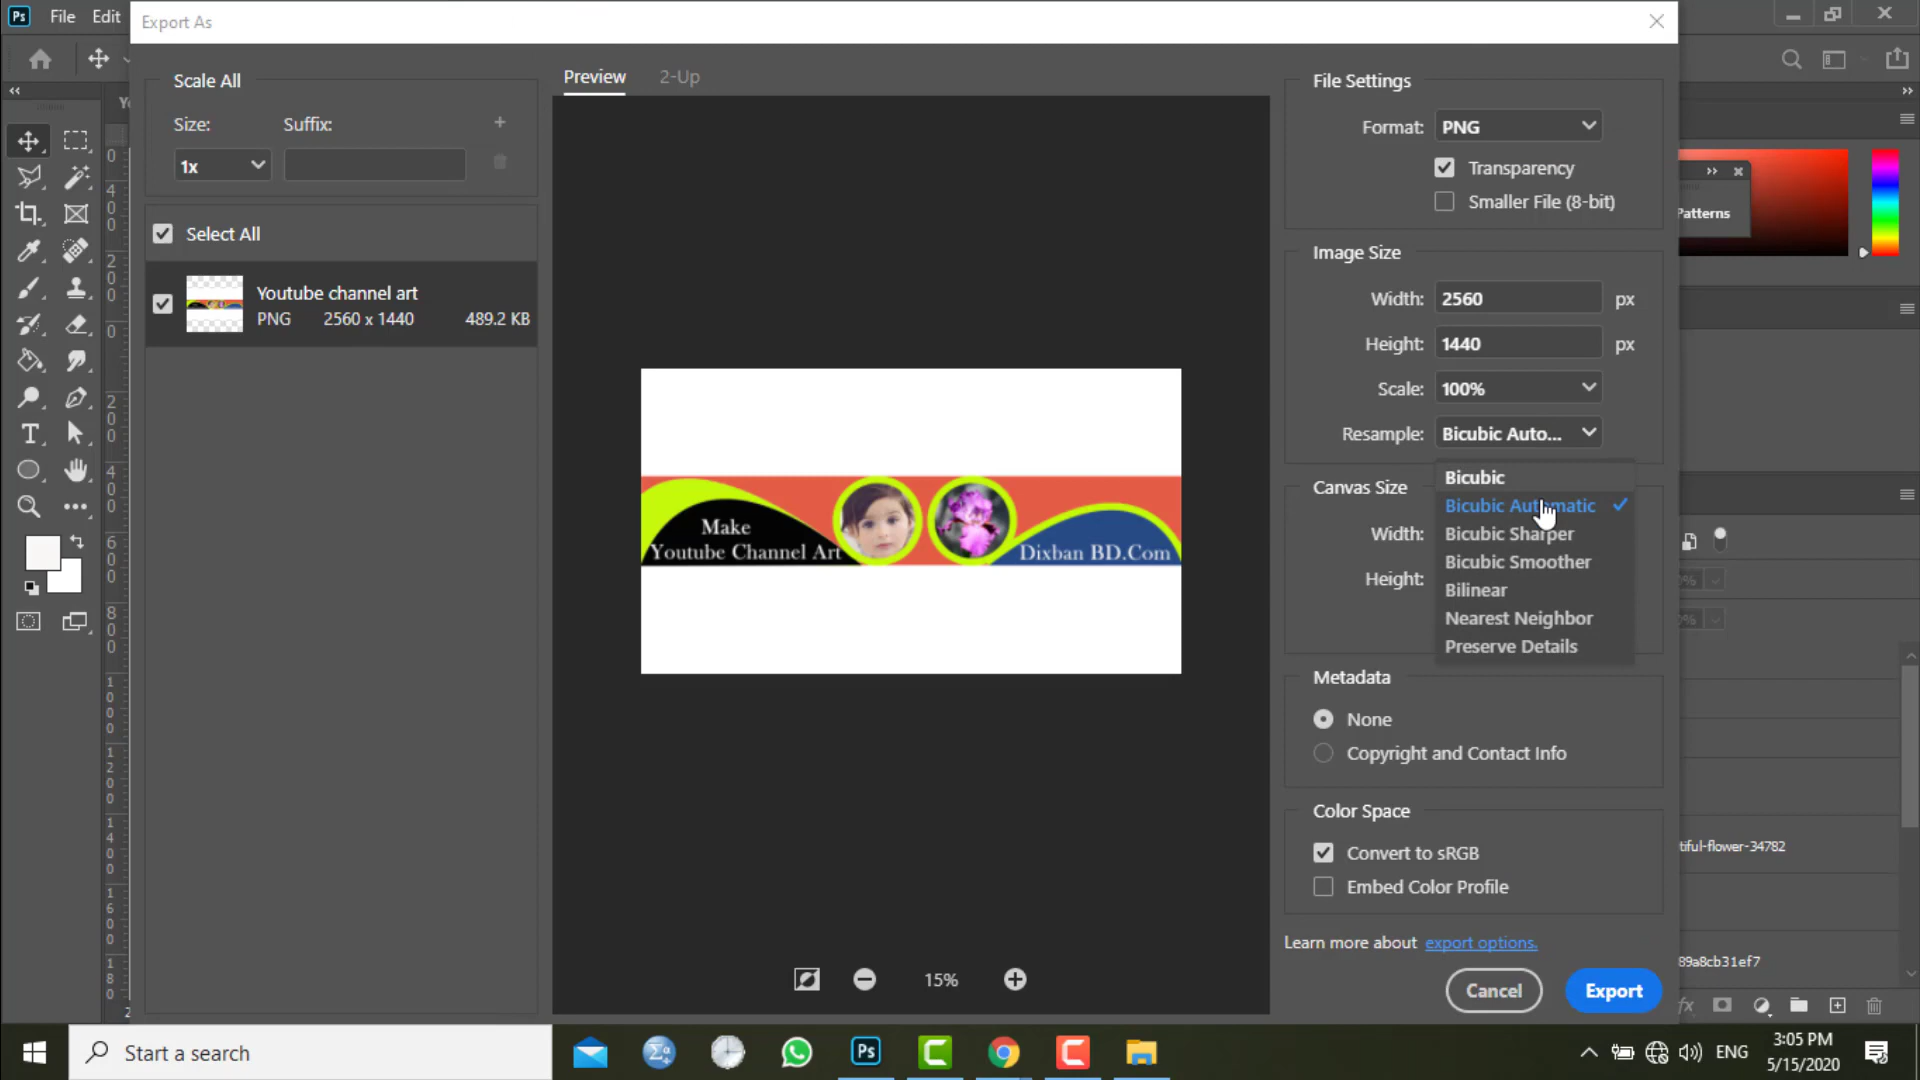 Ps File Edit
Export As
Scale All
Size: Suffix:
1x
Select All
Youtube channel art
PNG 2560 x 1440 489.2 KB
Preview 2-Up
Make
Youtube Channel Art
Dixban BD.Com
15%
File Settings
Format: PNG
Transparency
Smaller File (8-bit)
Image Size
Width: 2560 px
Height: 1440 px
Scale: 100%
Resample: Bicubic Auto...
Bicubic
Bicubic Automatic
Bicubic Sharper
Bicubic Smoother
Bilinear
Nearest Neighbor
Preserve Details
Canvas Size
Width:
Height:
Metadata
None
Copyright and Contact Info
Color Space
Convert to sRGB
Embed Color Profile
Learn more about export options.
Cancel Export
Patterns
tiful-flower-34782
89a8cb31ef7
fx
Start a search
Ps
ENG
3:05 PM
5/15/2020